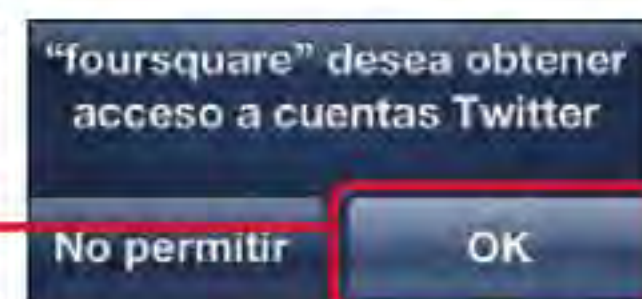 “foursquare” desea obtener
acceso a cuentas Twitter
No permitir OK